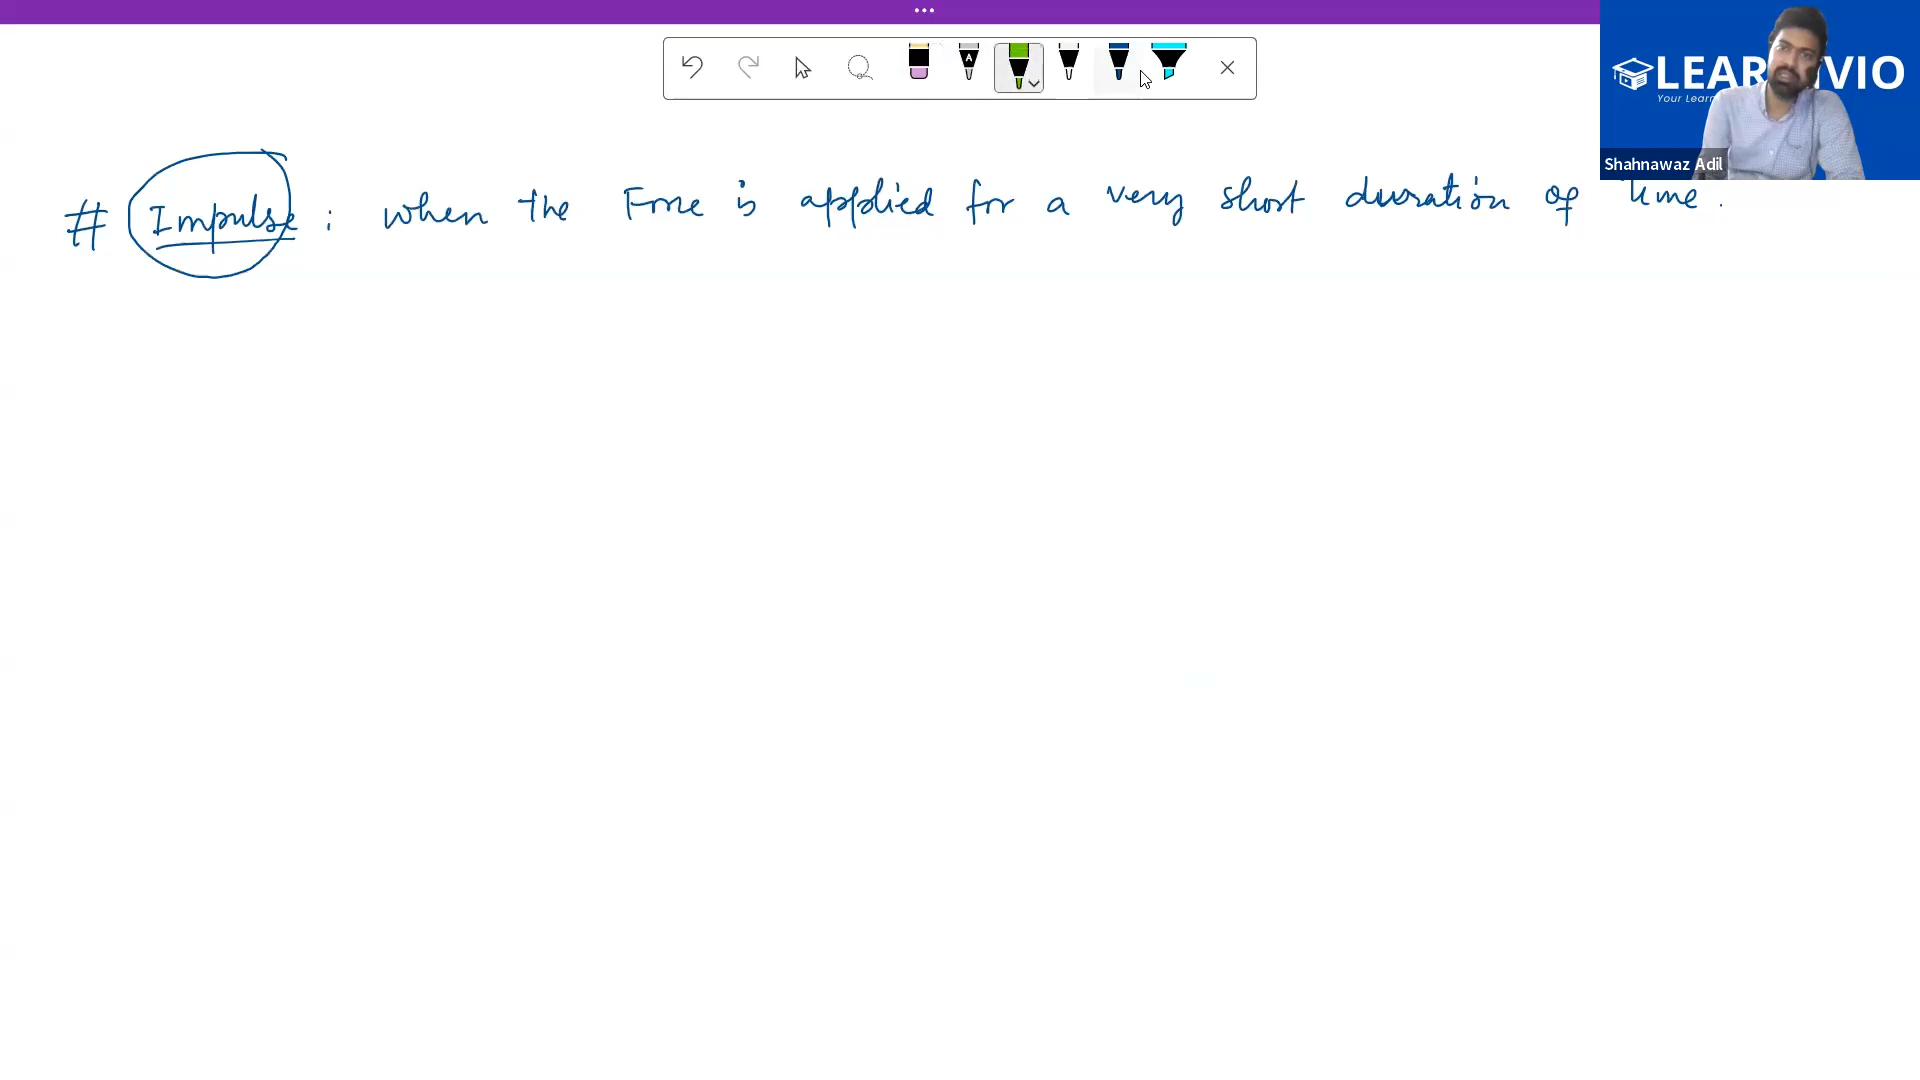 LEAR VIO
Your Learn
Shahnawaz Adil
# Impulse : when the Force is applied for a very short duration of time.